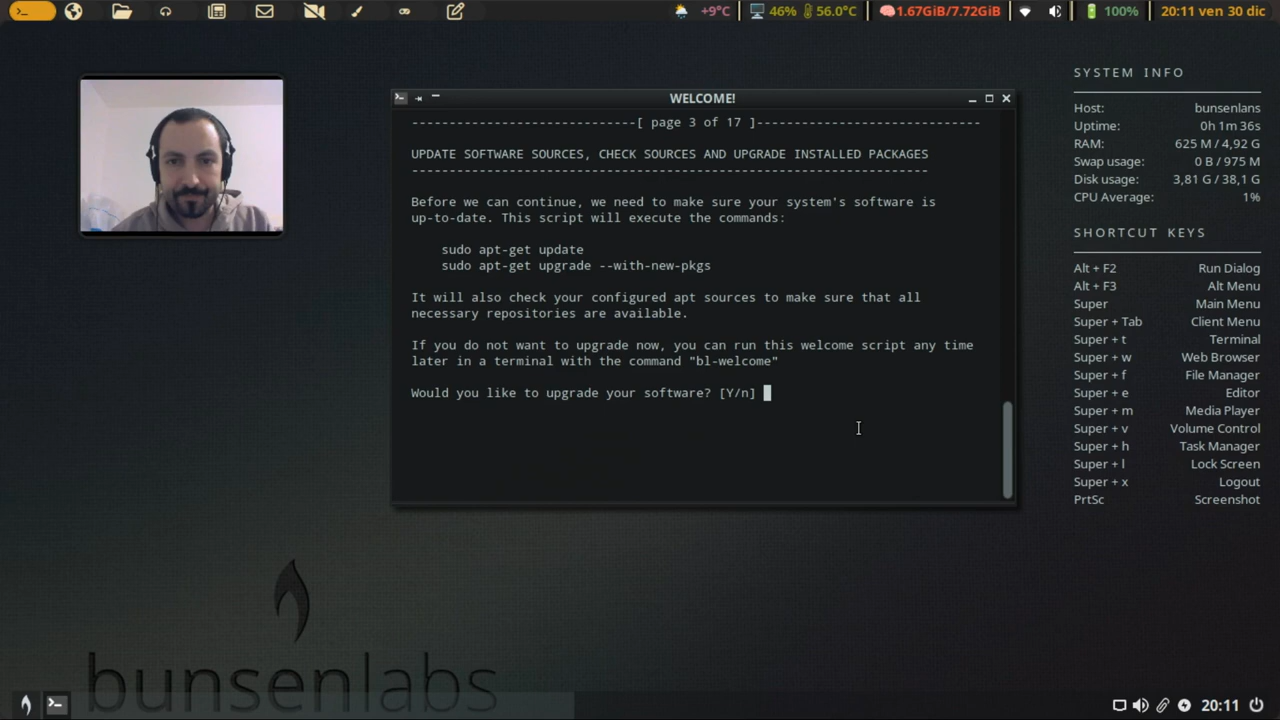 +9°C 46% 56.0°C 1.67GiB/7.72GiB 100% 20:11 ven 30 dic
WELCOME!
-----------------------------[ page 3 of 17 ]------------------------------
UPDATE SOFTWARE SOURCES, CHECK SOURCES AND UPGRADE INSTALLED PACKAGES
--------------------------------------------------------------------
Before we can continue, we need to make sure your system's software is
up-to-date. This script will execute the commands:
sudo apt-get update
sudo apt-get upgrade --with-new-pkgs
It will also check your configured apt sources to make sure that all
necessary repositories are available.
If you do not want to upgrade now, you can run this welcome script any time
later in a terminal with the command "bl-welcome"
Would you like to upgrade your software? [Y/n]
SYSTEM INFO
Host: bunsenlans
Uptime: 0h 1m 36s
RAM: 625 M / 4,92 G
Swap usage: 0 B / 975 M
Disk usage: 3,81 G / 38,1 G
CPU Average: 1%
SHORTCUT KEYS
Alt + F2 Run Dialog
Alt + F3 Alt Menu
Super Main Menu
Super + Tab Client Menu
Super + t Terminal
Super + w Web Browser
Super + f File Manager
Super + e Editor
Super + m Media Player
Super + v Volume Control
Super + h Task Manager
Super + l Lock Screen
Super + x Logout
PrtSc Screenshot
bunsenlabs
20:11